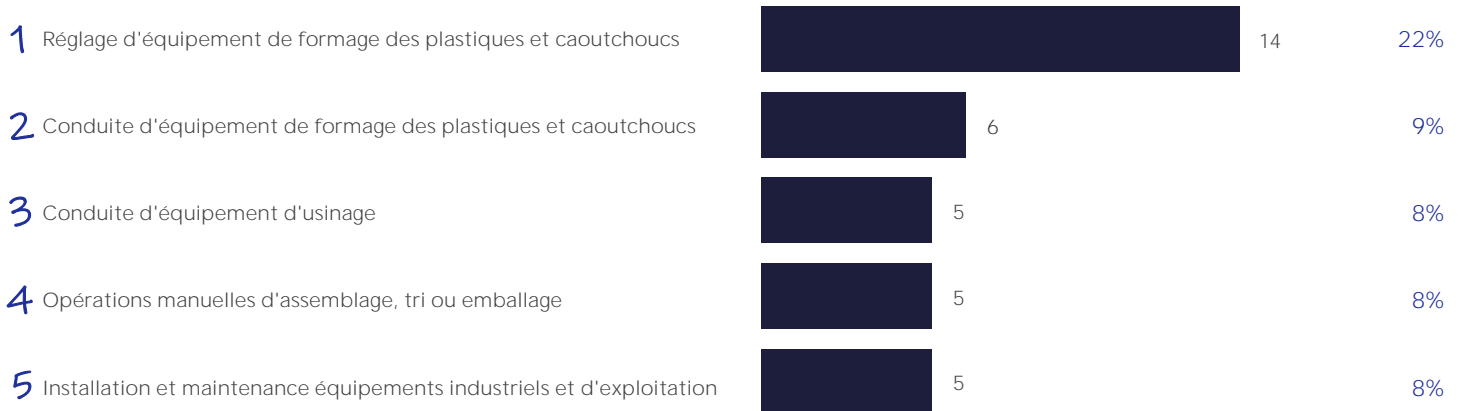 1 Réglage d'équipement de formage des plastiques et caoutchoucs 14 22%
2 Conduite d'équipement de formage des plastiques et caoutchoucs 6 9%
3 Conduite d'équipement d'usinage 5 8%
4 Opérations manuelles d'assemblage, tri ou emballage 5 8%
5 Installation et maintenance équipements industriels et d'exploitation 5 8%